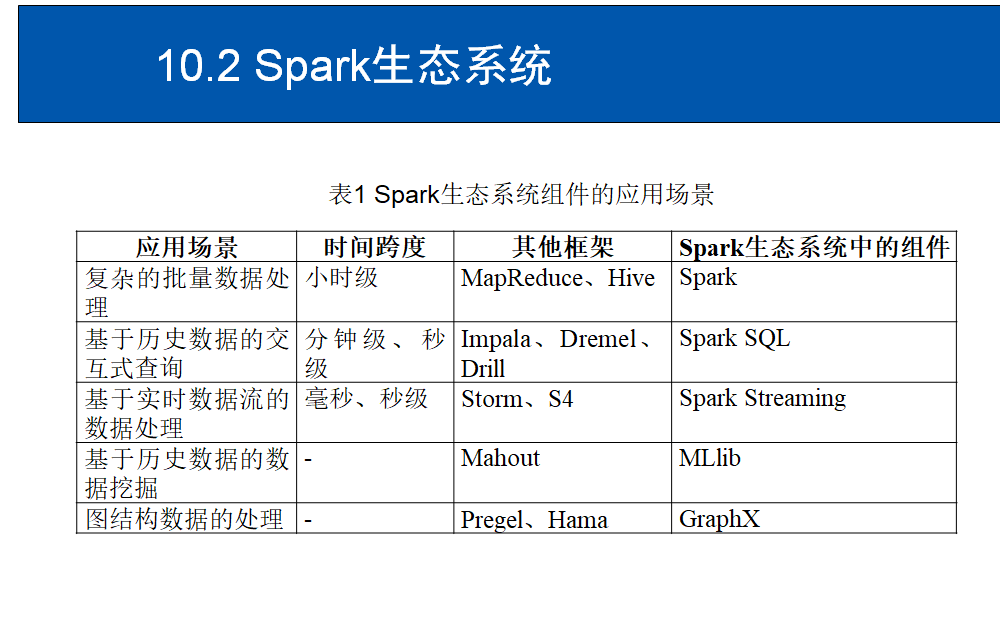 10.2 Spark生态系统
表1 Spark生态系统组件的应用场景
应用场景 时间跨度 其他框架 Spark生态系统中的组件
复杂的批量数据处 小时级 MapReduce、Hive Spark
理
基于历史数据的交 分钟级、秒 Impala、Dremel、 Spark SQL
互式查询 级 Drill
基于实时数据流的 毫秒、秒级 Storm、S4 Spark Streaming
数据处理
基于历史数据的数 - Mahout MLlib
据挖掘
图结构数据的处理 - Pregel、Hama GraphX